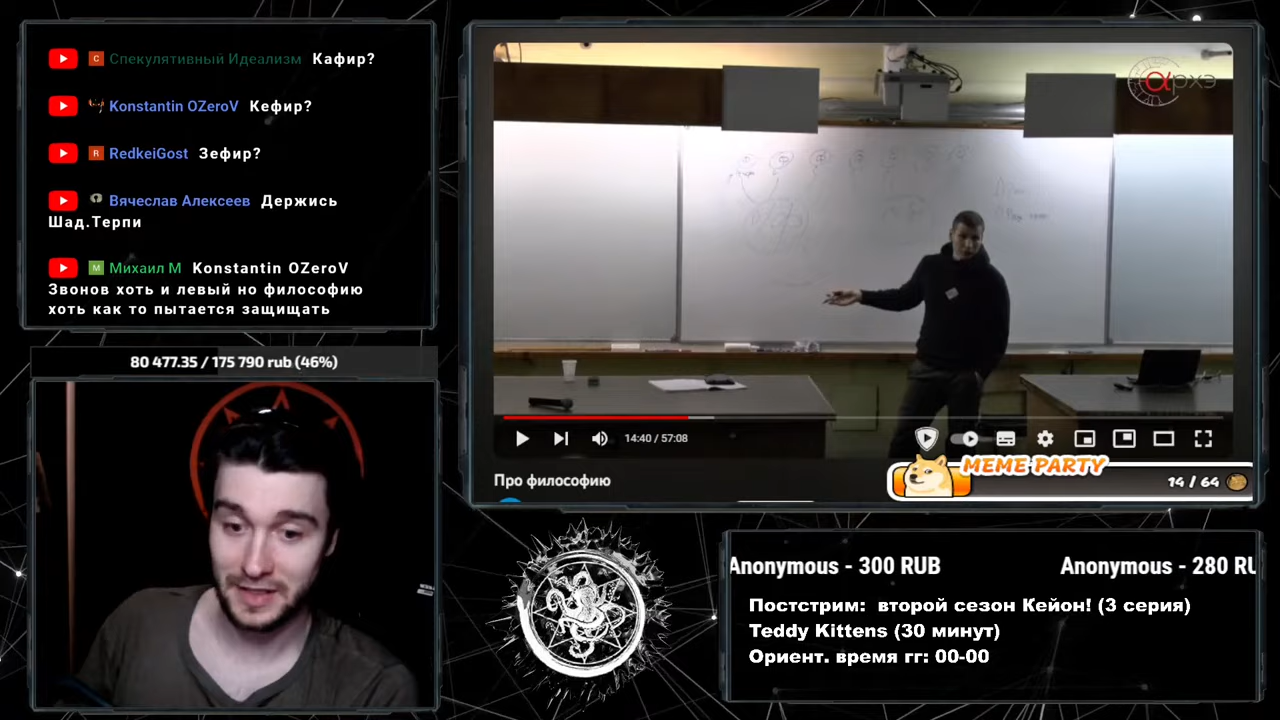 Спекулятивный Идеализм Кафир?
Konstantin OZeroV Кефир?
RedkeiGost Зефир?
Вячеслав Алексеев Держись
Шад.Терпи
Михаил М Konstantin OZeroV
Звонов хоть и левый но философию
хоть как то пытается защищать
80 477.35 / 175 790 rub (46%)
αрхэ
14:40 / 57:08
Про философию
MEME PARTY
14 / 64
Anonymous - 300 RUB Anonymous - 280 RU
Постстрим: второй сезон Кейон! (3 серия)
Teddy Kittens (30 минут)
Ориент. время гг: 00-00